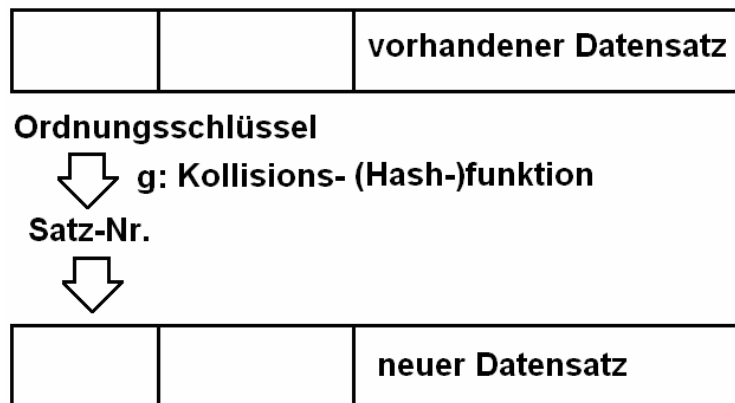 vorhandener Datensatz
Ordnungsschlüssel
g: Kollisions- (Hash-)funktion
Satz-Nr.
neuer Datensatz